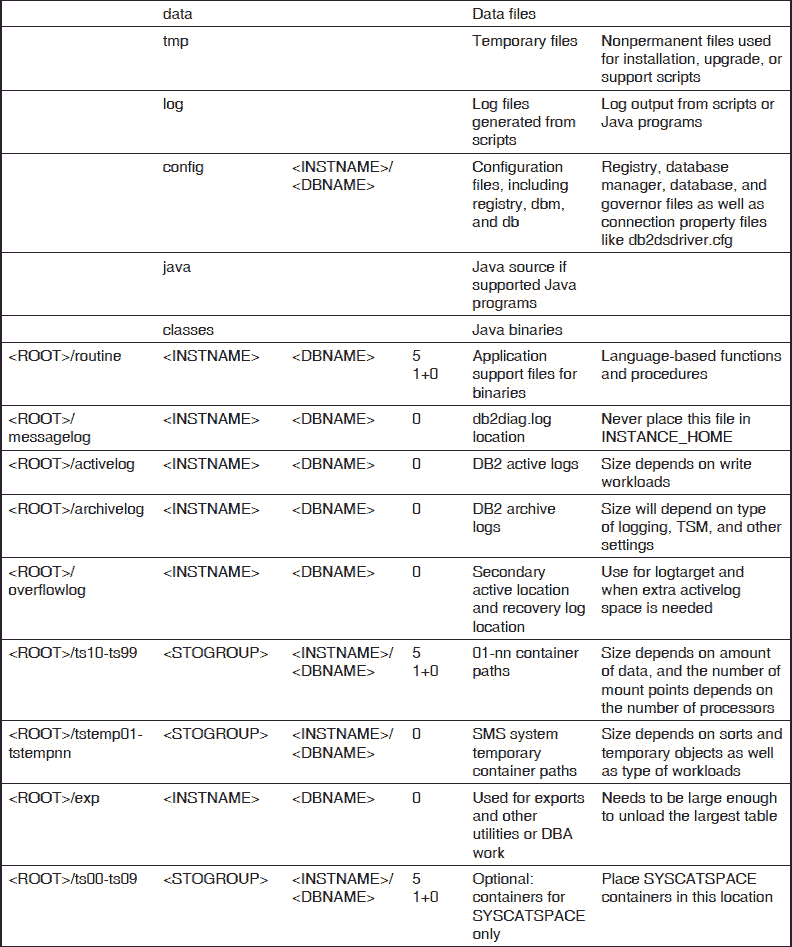 data Data files
tmp Temporary files Nonpermanent files used
for installation, upgrade, or
support scripts
log Log files Log output from scripts or
generated from Java programs
scripts
config <INSTNAME>/ Configuration Registry, database
<DBNAME> files, including manager, database, and
registry, dbm, governor files as well as
and db connection property files
like db2dsdriver.cfg
java Java source if
supported Java
programs
classes Java binaries
<ROOT>/routine <INSTNAME> <DBNAME> 5 Application Language-based functions
1+0 support files for and procedures
binaries
<ROOT>/ <INSTNAME> <DBNAME> 0 db2diag.log Never place this file in
messagelog location INSTANCE_HOME
<ROOT>/activelog <INSTNAME> <DBNAME> 0 DB2 active logs Size depends on write
workloads
<ROOT>/archivelog <INSTNAME> <DBNAME> 0 DB2 archive Size will depend on type
logs of logging, TSM, and other
settings
<ROOT>/ <INSTNAME> <DBNAME> 0 Secondary Use for logtarget and
overflowlog active location when extra activelog
and recovery log space is needed
location
<ROOT>/ts10-ts99 <STOGROUP> <INSTNAME>/ 5 01-nn container Size depends on amount
<DBNAME> 1+0 paths of data, and the number of
mount points depends on
the number of processors
<ROOT>/tstemp01- <STOGROUP> <INSTNAME>/ 0 SMS system Size depends on sorts and
tstempnn <DBNAME> temporary temporary objects as well
container paths as type of workloads
<ROOT>/exp <INSTNAME> <DBNAME> 0 Used for exports Needs to be large enough
and other to unload the largest table
utilities or DBA
work
<ROOT>/ts00-ts09 <STOGROUP> <INSTNAME>/ 5 Optional: Place SYSCATSPACE
<DBNAME> 1+0 containers for containers in this location
SYSCATSPACE
only